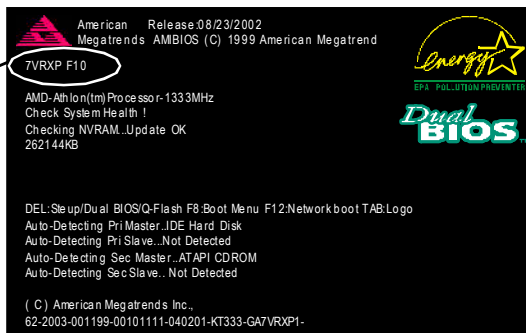 American Release:08/23/2002
Megatrends AMIBIOS (C) 1999 American Megatrend
7VRXP F10
energy
EPA POLLUTION PREVENTER
AMD-Athlon(tm)Processor-1333MHz
Check System Health !
Checking NVRAM..Update OK
262144KB
Dual
BIOS TM
DEL:Steup/Dual BIOS/Q-Flash F8:Boot Menu F12:Network boot TAB:Logo
Auto-Detecting Pri Master..IDE Hard Disk
Auto-Detecting Pri Slave...Not Detected
Auto-Detecting Sec Master..ATAPI CDROM
Auto-Detecting Sec Slave.. Not Detected
( C) American Megatrends Inc.,
62-2003-001199-00101111-040201-KT333-GA7VRXP1-